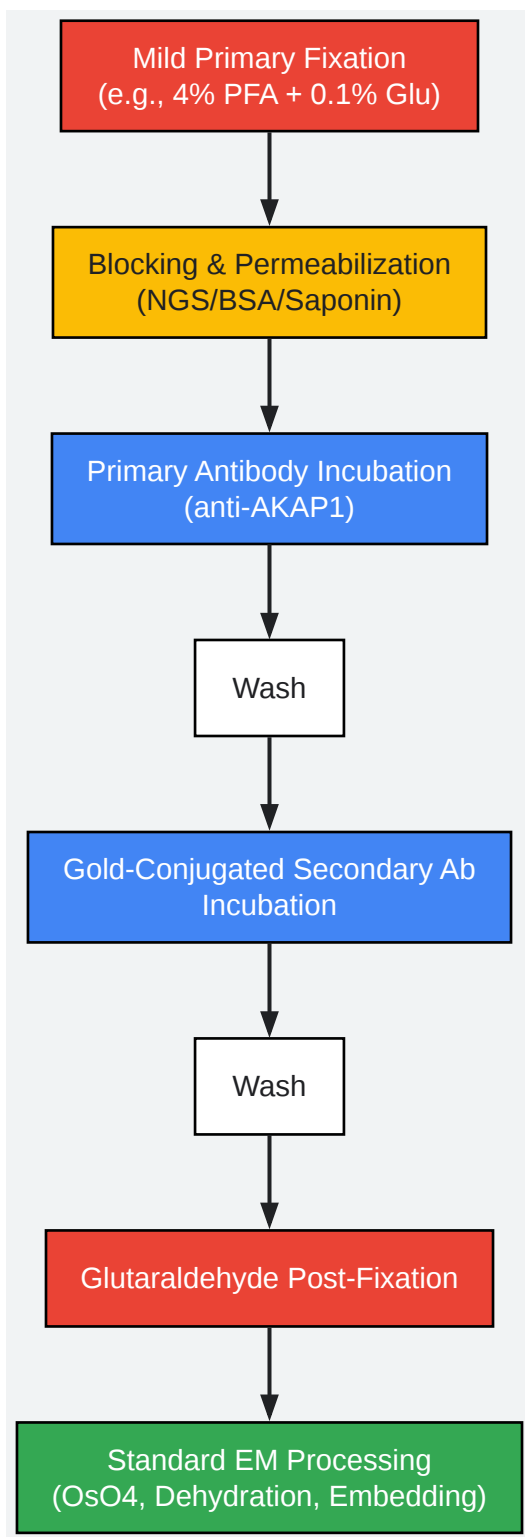 Mild Primary Fixation
(e.g., 4% PFA + 0.1% Glu)
Blocking & Permeabilization
(NGS/BSA/Saponin)
Primary Antibody Incubation
(anti-AKAP1)
Wash
Gold-Conjugated Secondary Ab
Incubation
Wash
Glutaraldehyde Post-Fixation
Standard EM Processing
(OsO4, Dehydration, Embedding)